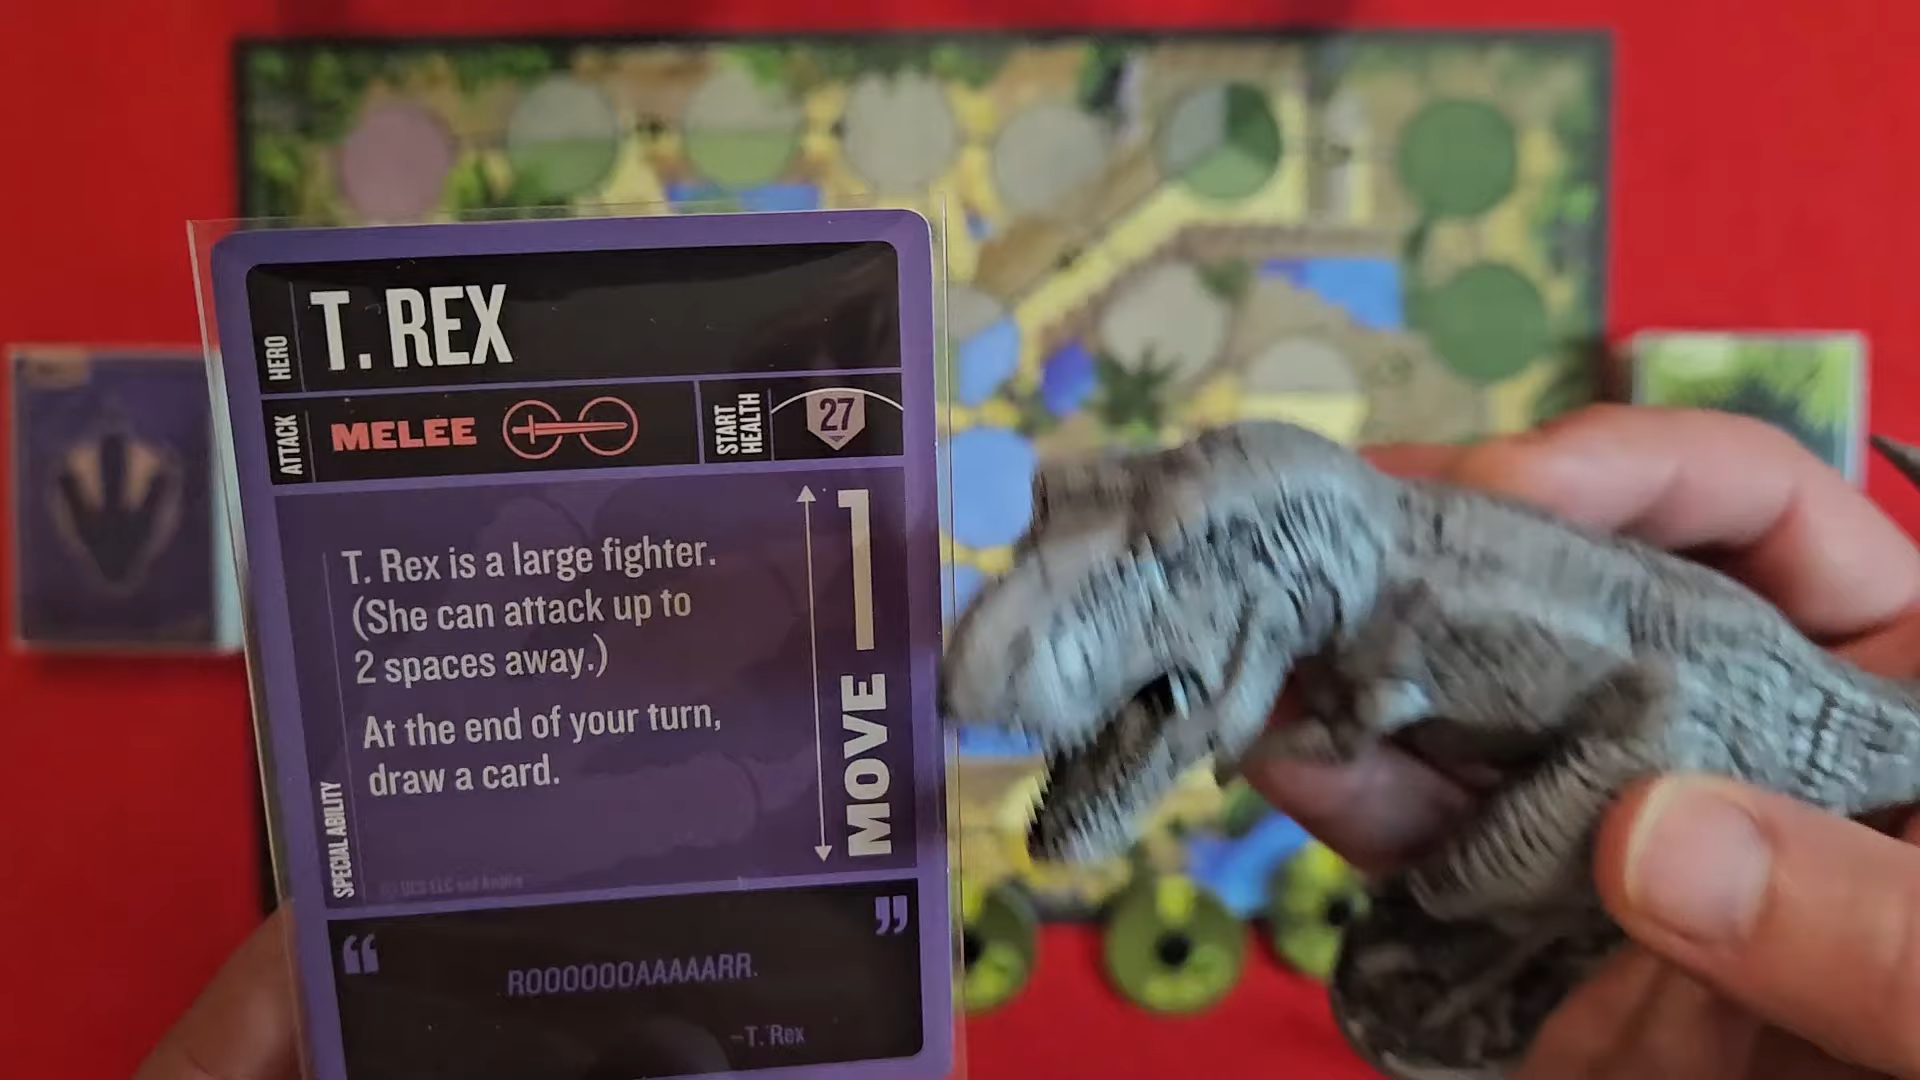 HERO
T. REX
ATTACK
MELEE
START
HEALTH
27
T. Rex is a large fighter.
(She can attack up to
2 spaces away.)
At the end of your turn,
draw a card.
SPECIAL ABILITY
MOVE 1
“ ”
ROOOOOOAAAAARR.
–T. Rex